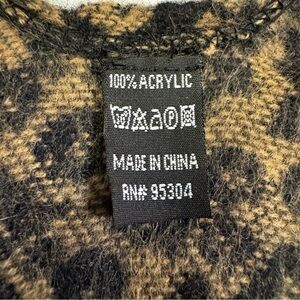 100% ACRYLIC
MADE IN CHINA
RN# 95304